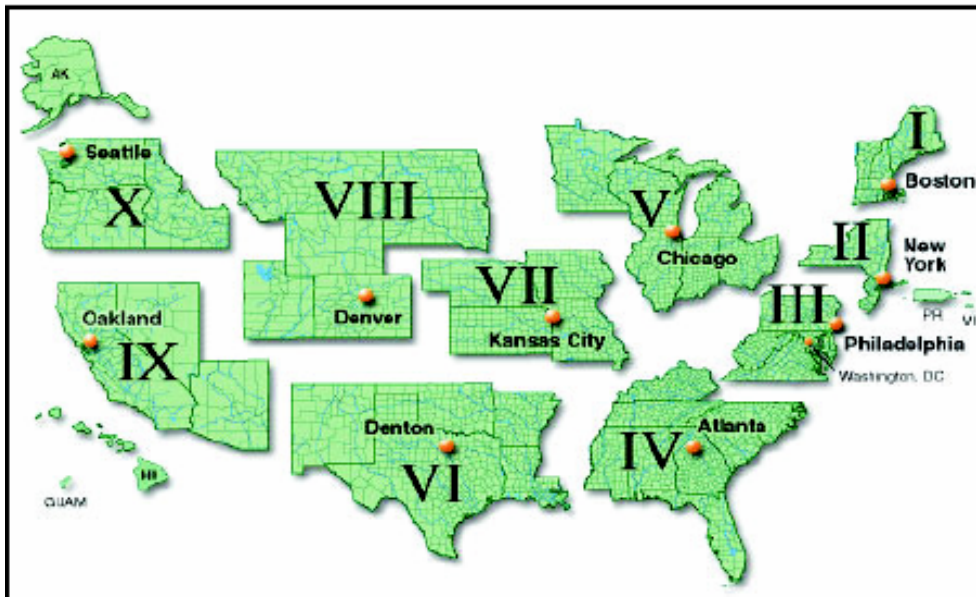 AK
Seattle
X
VIII
V
Chicago
I
Boston
II
New
York
PR
VI
III
Philadelphia
Washington, DC
VII
Kansas City
Denver
Oakland
IX
HI
GUAM
Denton
VI
IV
Atlanta